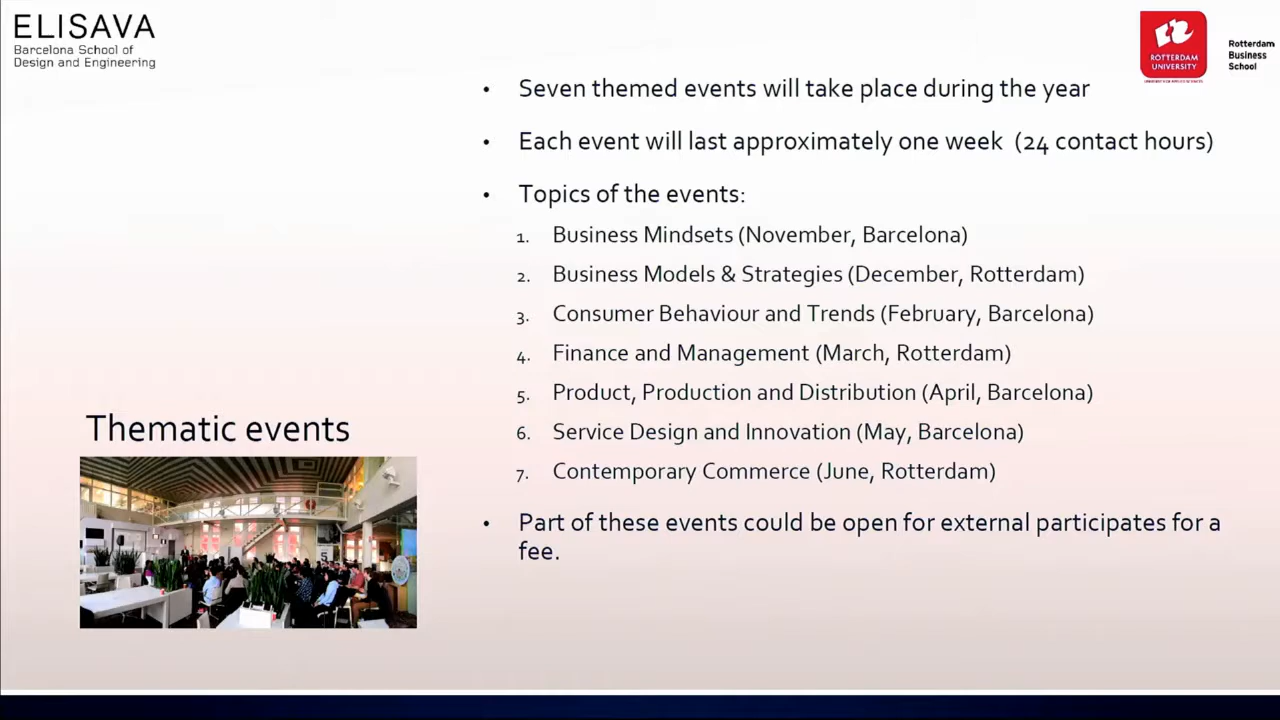 ELISAVA
Barcelona School of
Design and Engineering
ROTTERDAM
UNIVERSITY
Rotterdam
Business
School
• Seven themed events will take place during the year
• Each event will last approximately one week (24 contact hours)
• Topics of the events:
1. Business Mindsets (November, Barcelona)
2. Business Models & Strategies (December, Rotterdam)
3. Consumer Behaviour and Trends (February, Barcelona)
4. Finance and Management (March, Rotterdam)
5. Product, Production and Distribution (April, Barcelona)
6. Service Design and Innovation (May, Barcelona)
7. Contemporary Commerce (June, Rotterdam)
• Part of these events could be open for external participates for a
fee.
Thematic events
5